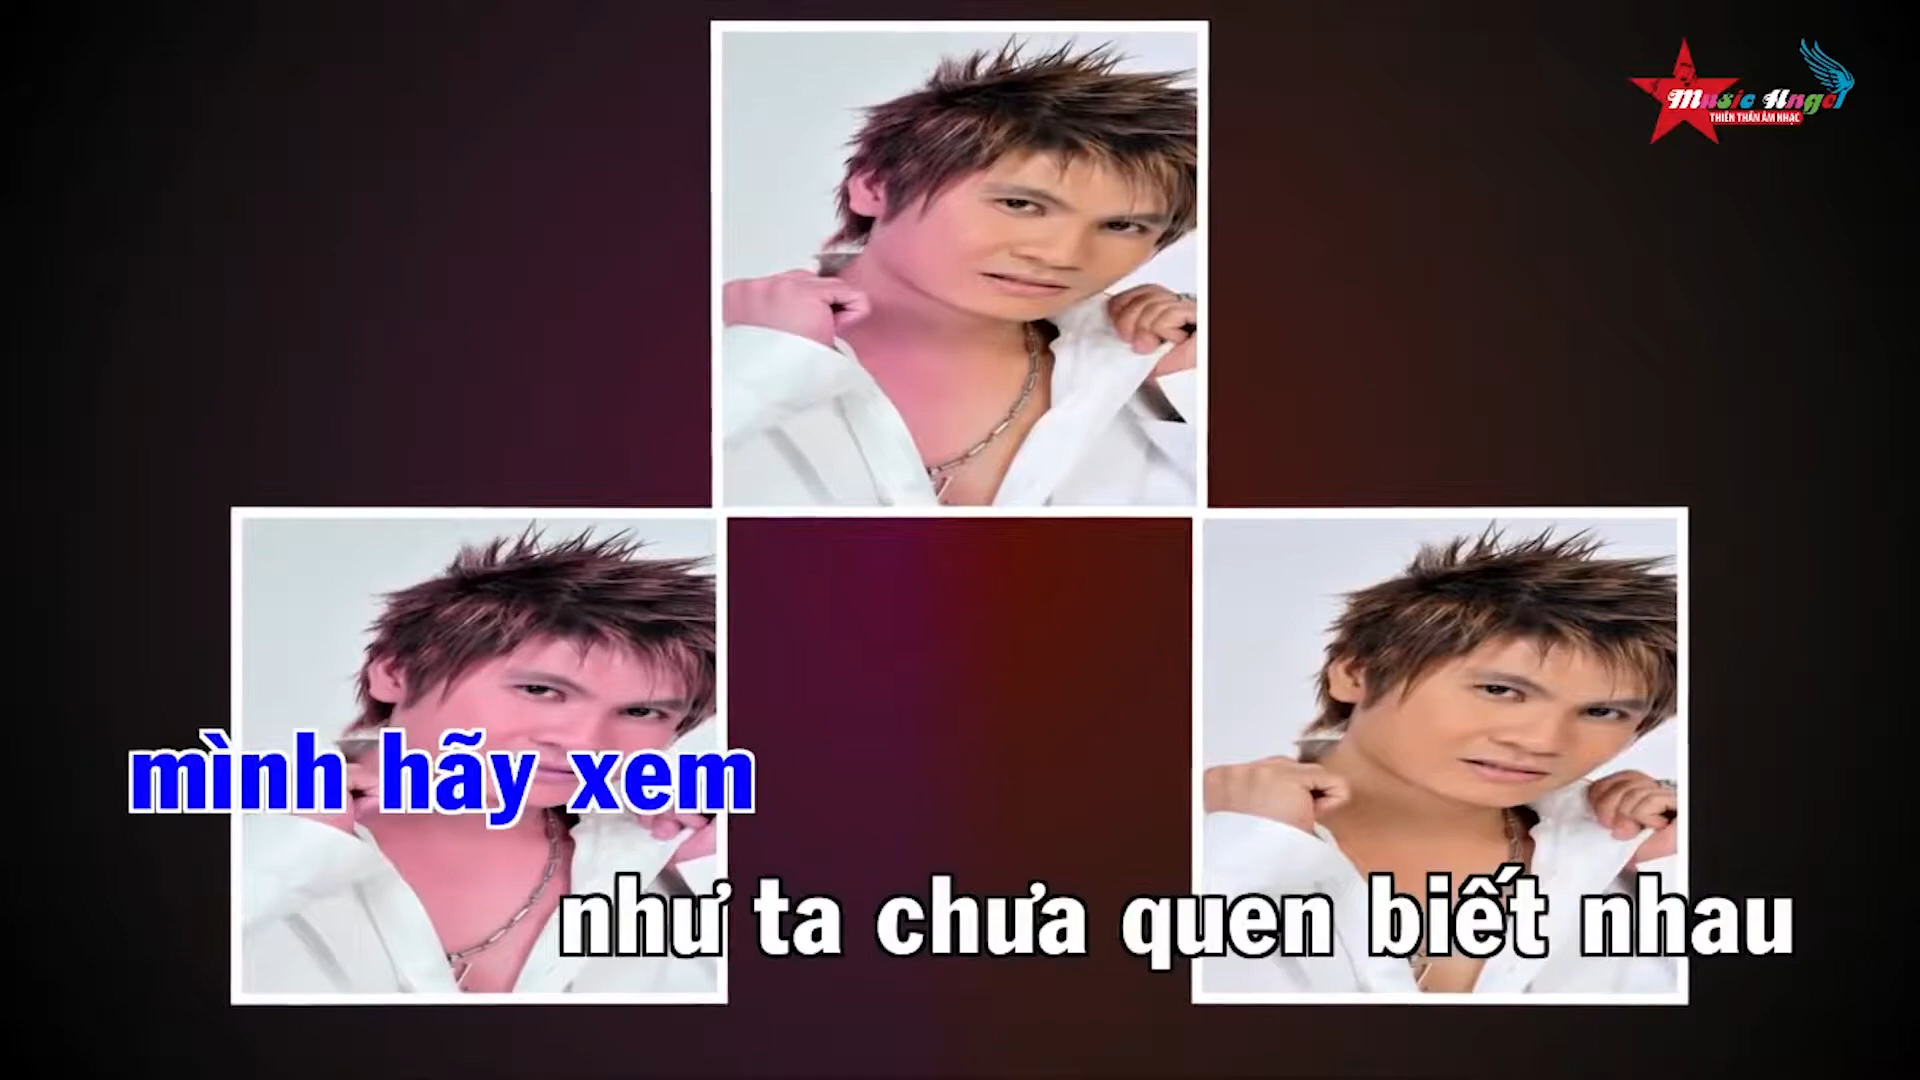 Music Angel
THIÊN THẦN ÂM NHẠC
mình hãy xem
như ta chưa quen biết nhau